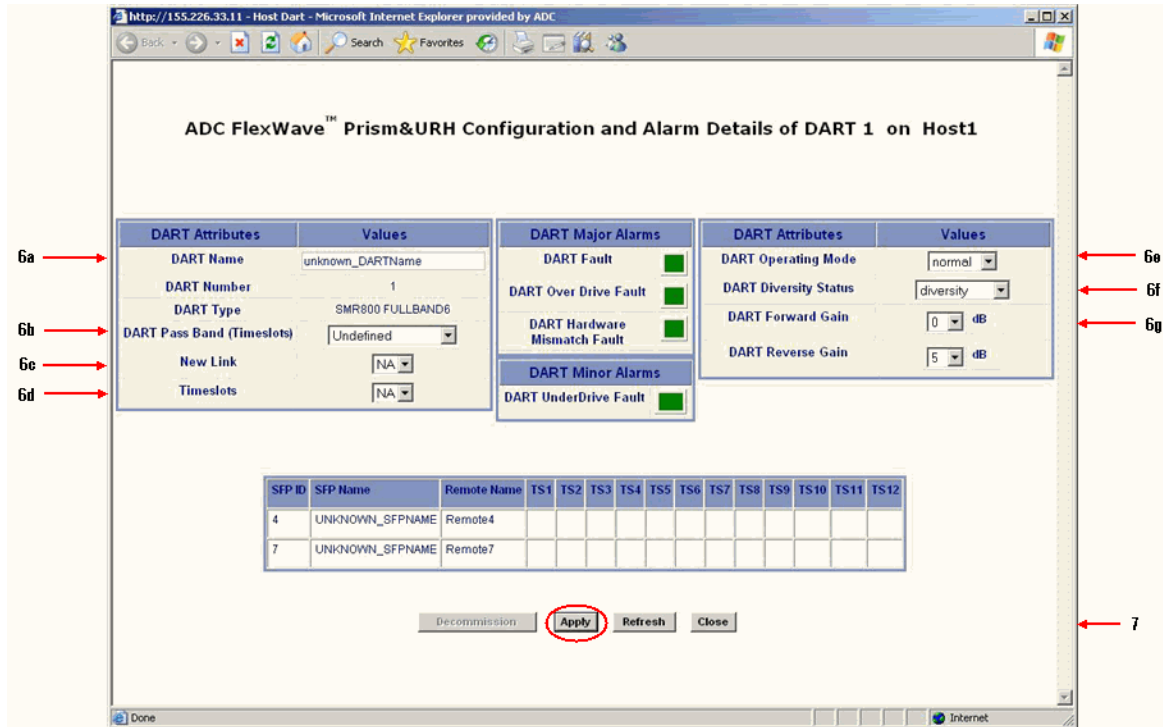 http://155.226.33.11 - Host Dart - Microsoft Internet Explorer provided by ADC
Back Search Favorites
ADC FlexWave™ Prism&URH Configuration and Alarm Details of DART 1 on Host1
DART Attributes Values
6a DART Name unknown_DARTName
DART Number 1
DART Type SMR800 FULLBAND6
6b DART Pass Band (Timeslots) Undefined
6c New Link NA
6d Timeslots NA
DART Major Alarms
DART Fault
DART Over Drive Fault
DART Hardware
Mismatch Fault
DART Minor Alarms
DART UnderDrive Fault
DART Attributes Values
DART Operating Mode normal 6e
DART Diversity Status diversity 6f
DART Forward Gain 0 dB 6g
DART Reverse Gain 5 dB
SFP ID SFP Name Remote Name TS1 TS2 TS3 TS4 TS5 TS6 TS7 TS8 TS9 TS10 TS11 TS12
4 UNKNOWN_SFPNAME Remote4
7 UNKNOWN_SFPNAME Remote7
Decommission Apply Refresh Close 7
Done Internet